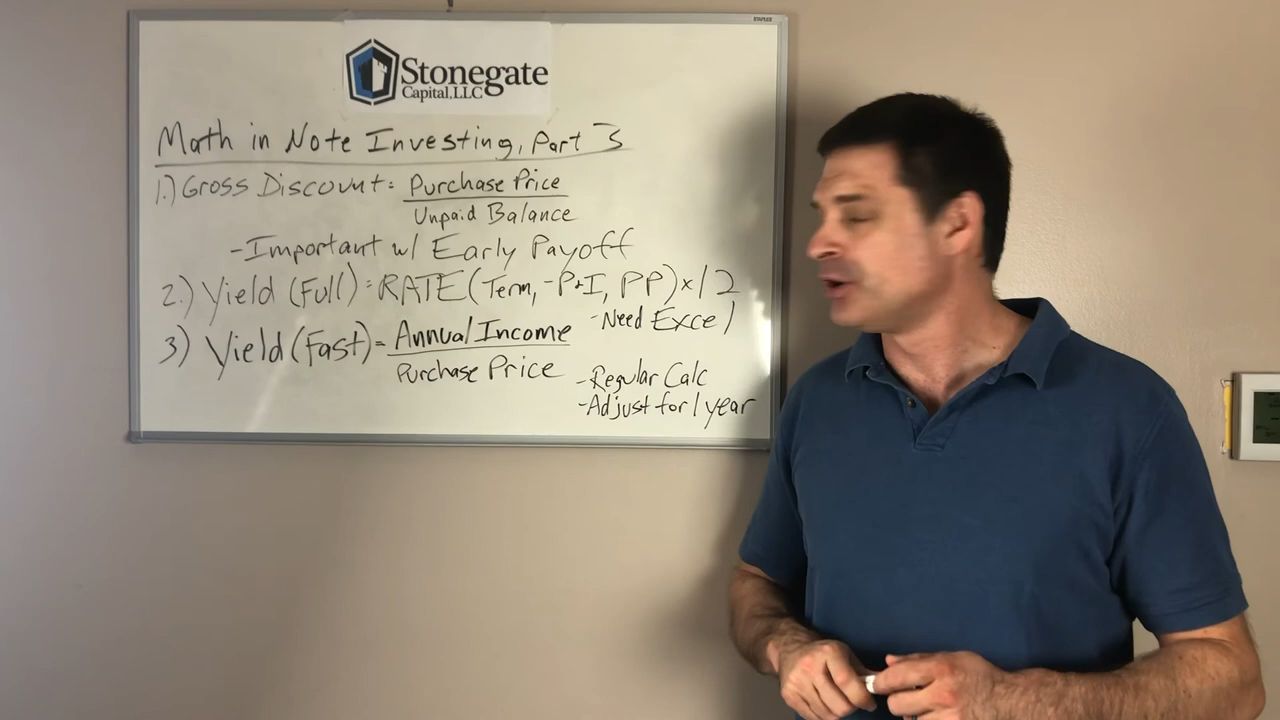 STAPLES
Stonegate
Capital, LLC
Math in Note Investing, Part 3
1.) Gross Discount = Purchase Price
Unpaid Balance
- Important w/ Early Payoff
2.) Yield (Full) = RATE (Term, -P+I, PP) x 12
- Need Excel
3) Yield (Fast) = Annual Income
Purchase Price
- Regular Calc
- Adjust for 1 year